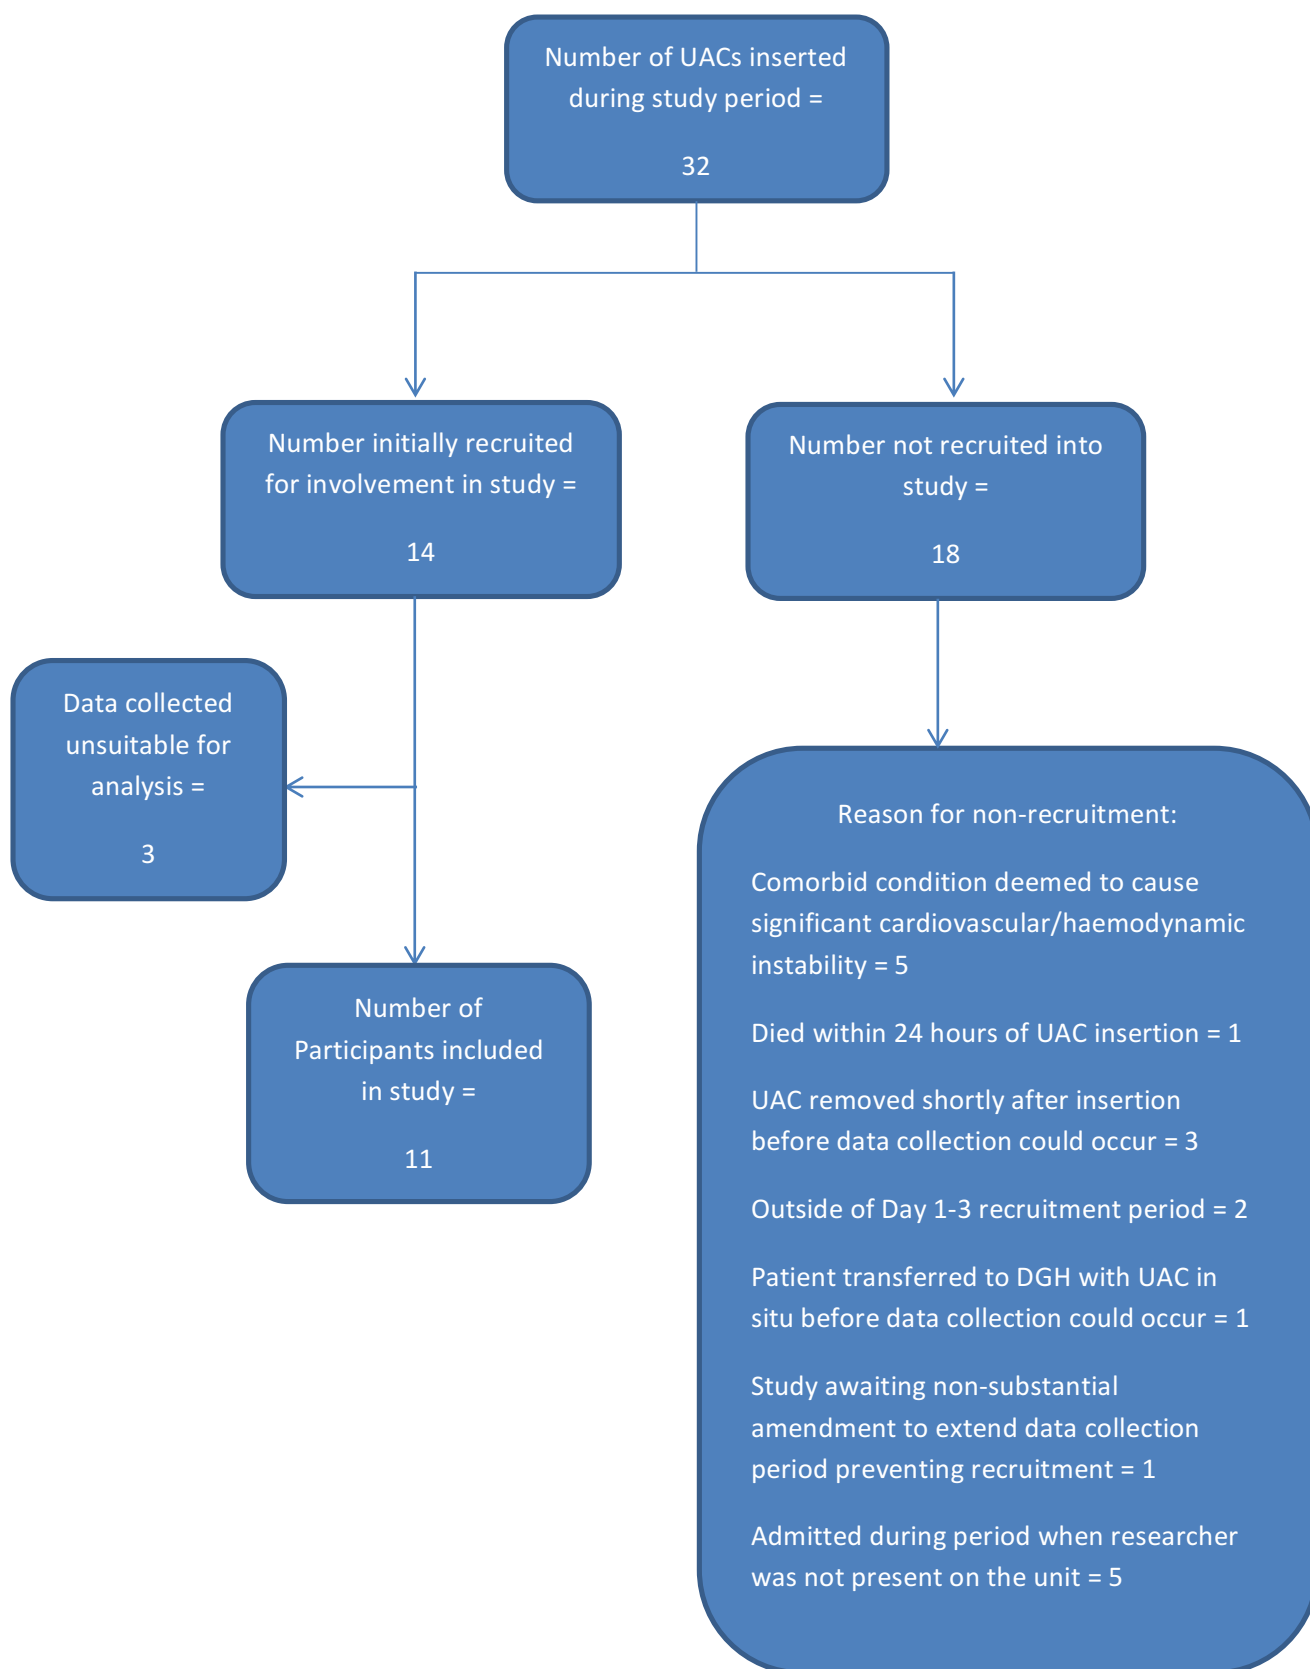 Number of UACs inserted
during study period =
32
Number initially recruited
for involvement in study =
14
Number not recruited into
study =
18
Data collected
unsuitable for
analysis =
3
Number of
Participants included
in study =
11
Reason for non-recruitment:
Comorbid condition deemed to cause
significant cardiovascular/haemodynamic
instability = 5
Died within 24 hours of UAC insertion = 1
UAC removed shortly after insertion
before data collection could occur = 3
Outside of Day 1-3 recruitment period = 2
Patient transferred to DGH with UAC in
situ before data collection could occur = 1
Study awaiting non-substantial
amendment to extend data collection
period preventing recruitment = 1
Admitted during period when researcher
was not present on the unit = 5